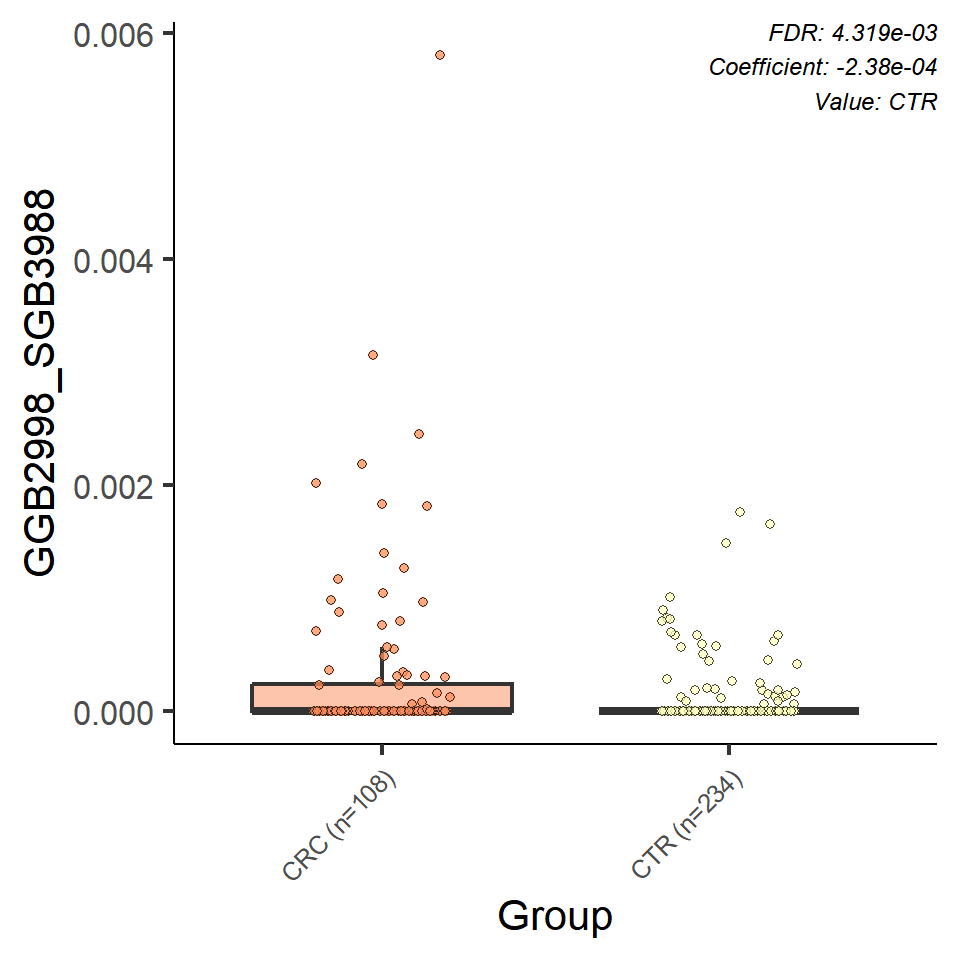 FDR: 4.319e-03
Coefficient: -2.38e-04
Value: CTR
0.006
0.004
0.002
0.000
GGB2998_SGB3988
CRC (n=108)
CTR (n=234)
Group